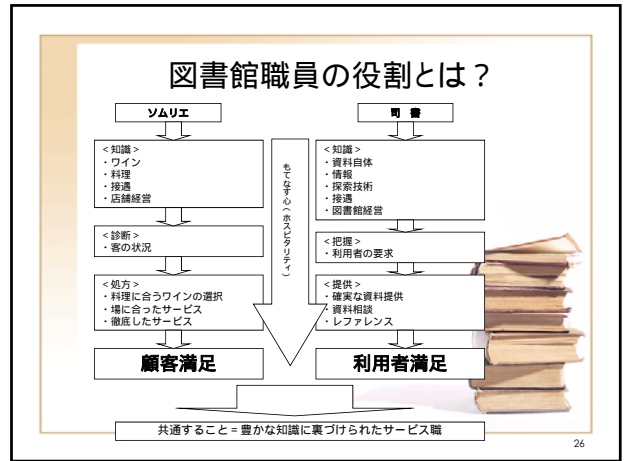 図書館職員の役割とは?
ソムリエ
<知識>
・ワイン
・料理
・接遇
・店舗経営
<診断>
・客の状況
<処方>
・料理に合うワインの選択
・場に合ったサービス
・徹底したサービス
顧客満足
もてなす心(ホスピタリティ)
司 書
<知識>
・資料自体
・情報
・探索技術
・接遇
・図書館経営
<把握>
・利用者の要求
<提供>
・確実な資料提供
・資料相談
・レファレンス
利用者満足
共通すること=豊かな知識に裏づけられたサービス職
26